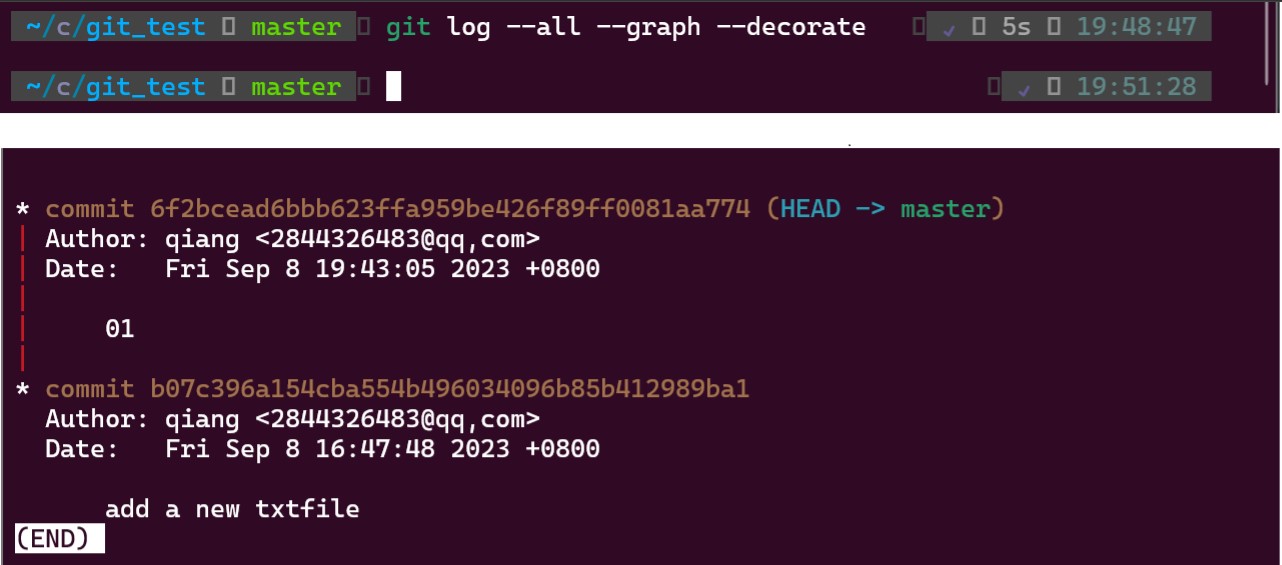 ~/c/git_test master git log --all --graph --decorate ✓ 5s 19:48:47
~/c/git_test master ✓ 19:51:28
* commit 6f2bcead6bbb623ffa959be426f89ff0081aa774 (HEAD -> master)
| Author: qiang <2844326483@qq,com>
| Date:   Fri Sep 8 19:43:05 2023 +0800
|
|     01
|
* commit b07c396a154cba554b496034096b85b412989ba1
  Author: qiang <2844326483@qq,com>
  Date:   Fri Sep 8 16:47:48 2023 +0800
      add a new txtfile
(END)